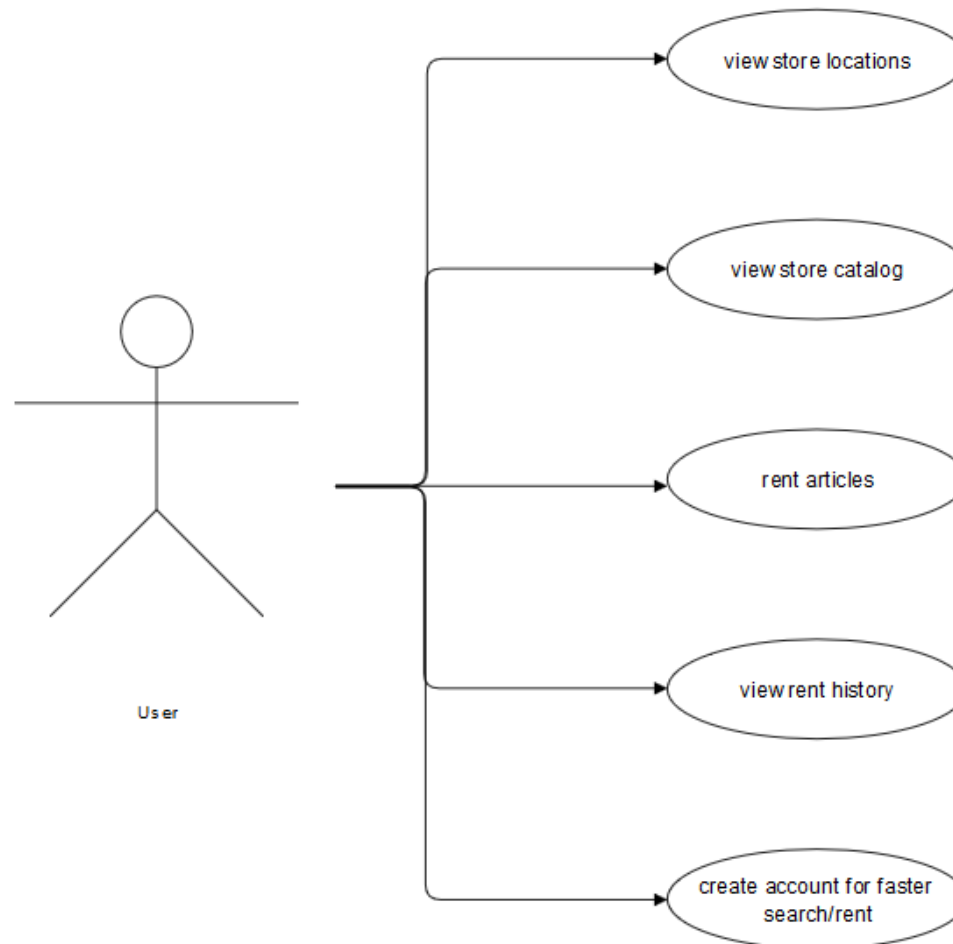 view store locations
view store catalog
rent articles
view rent history
User
create account for faster
search/rent